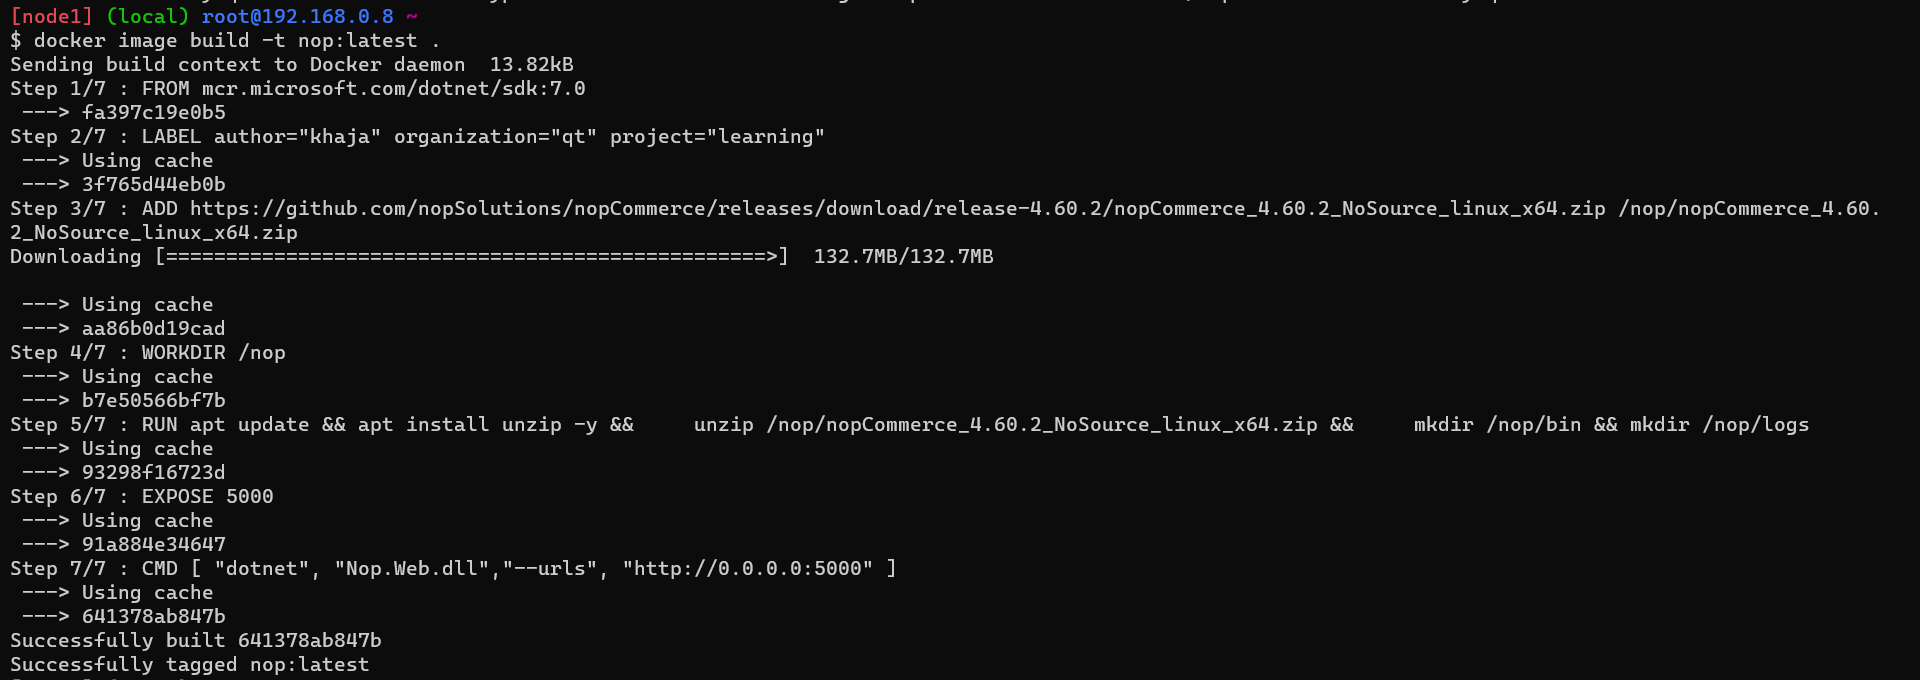 [node1] (local) root@192.168.0.8 ~
$ docker image build -t nop:latest .
Sending build context to Docker daemon  13.82kB
Step 1/7 : FROM mcr.microsoft.com/dotnet/sdk:7.0
 ---> fa397c19e0b5
Step 2/7 : LABEL author="khaja" organization="qt" project="learning"
 ---> Using cache
 ---> 3f765d44eb0b
Step 3/7 : ADD https://github.com/nopSolutions/nopCommerce/releases/download/release-4.60.2/nopCommerce_4.60.2_NoSource_linux_x64.zip /nop/nopCommerce_4.60.
2_NoSource_linux_x64.zip
Downloading [==================================================>]  132.7MB/132.7MB
 ---> Using cache
 ---> aa86b0d19cad
Step 4/7 : WORKDIR /nop
 ---> Using cache
 ---> b7e50566bf7b
Step 5/7 : RUN apt update && apt install unzip -y &&     unzip /nop/nopCommerce_4.60.2_NoSource_linux_x64.zip &&     mkdir /nop/bin && mkdir /nop/logs
 ---> Using cache
 ---> 93298f16723d
Step 6/7 : EXPOSE 5000
 ---> Using cache
 ---> 91a884e34647
Step 7/7 : CMD [ "dotnet", "Nop.Web.dll","--urls", "http://0.0.0.0:5000" ]
 ---> Using cache
 ---> 641378ab847b
Successfully built 641378ab847b
Successfully tagged nop:latest